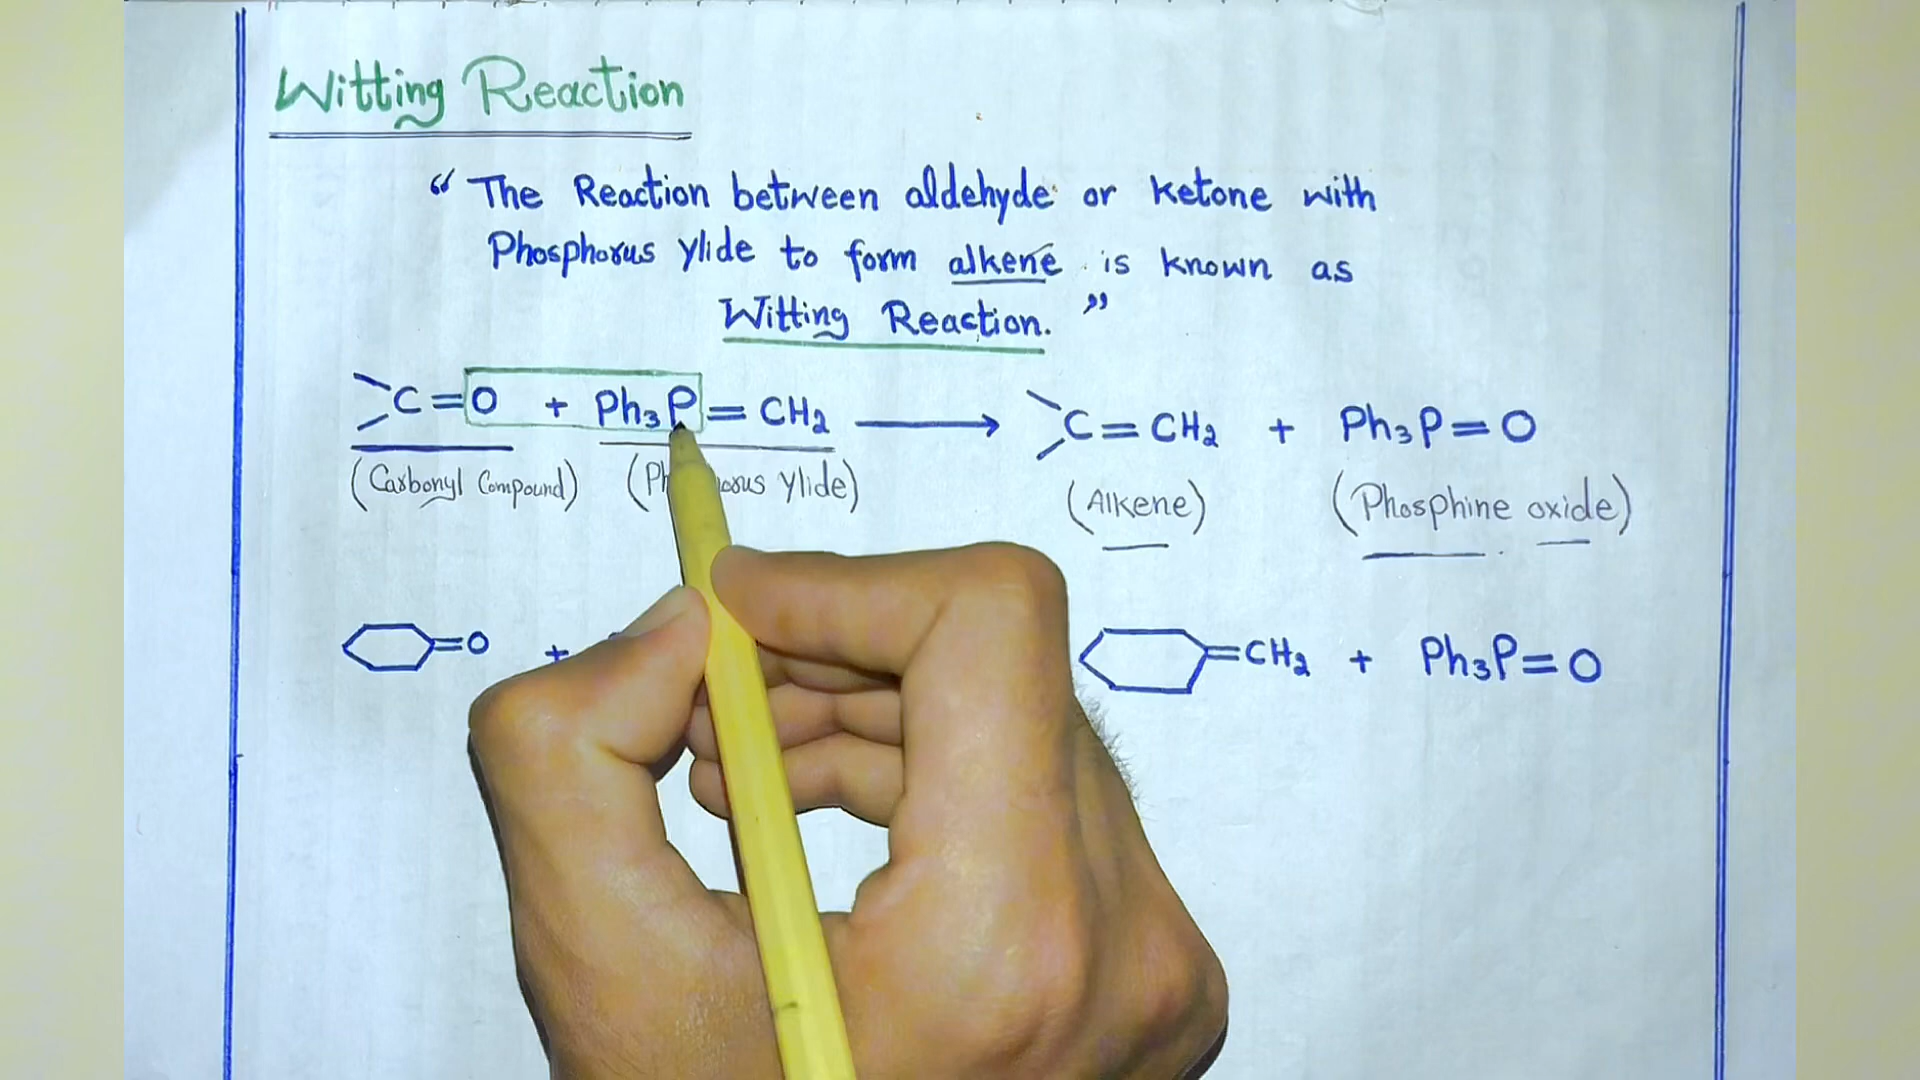 Witting Reaction
“ The Reaction between aldehyde or ketone with
Phosphorus ylide to form alkene is known as
Witting Reaction. ”
C=O + Ph3P=CH2 ⟶ C=CH2 + Ph3P=O
(Carbonyl Compound) ylide) (Alkene) (Phosphine oxide)
=O + =CH2 + Ph3P=O